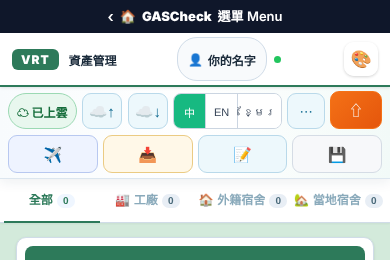 ‹ 🏠 GASCheck 選單 Menu
VRT 資產管理 👤 你的名字
已上雲 ↑ ↓ 中 EN ⋯ ⇧
全部 0 🏭 工廠 0 🏠 外籍宿舍 0 🏡 當地宿舍 0